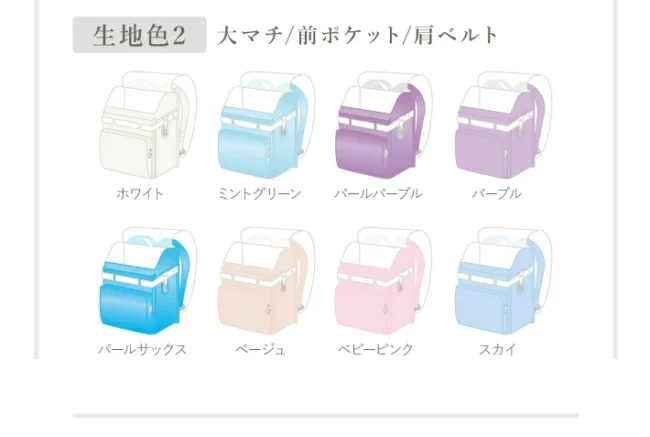 生地色2 大マチ/前ポケット/肩ベルト
ホワイト ミントグリーン パールパープル パープル
パールサックス ベージュ ベビーピンク スカイ